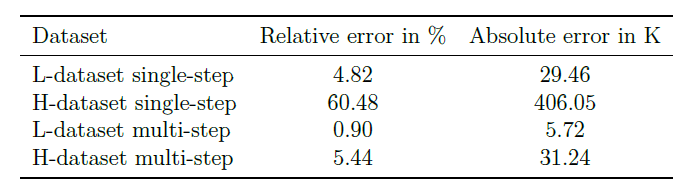 Dataset Relative error in % Absolute error in K
L-dataset single-step 4.82 29.46
H-dataset single-step 60.48 406.05
L-dataset multi-step 0.90 5.72
H-dataset multi-step 5.44 31.24